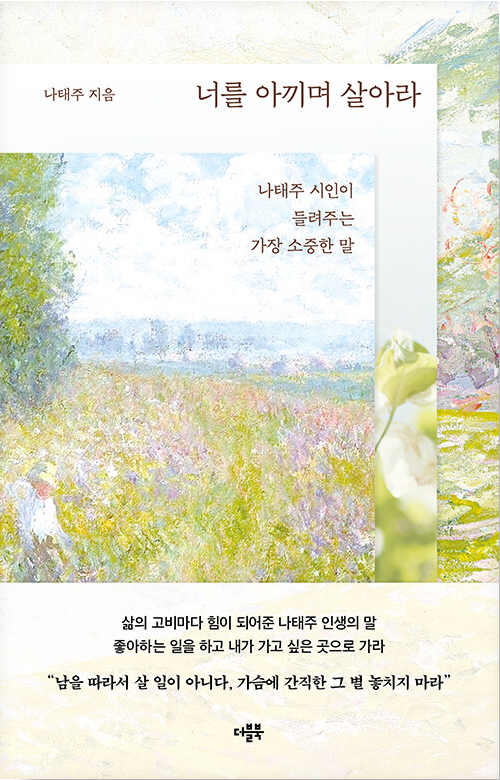 나태주 지음
너를 아끼며 살아라
나태주 시인이
들려주는
가장 소중한 말
삶의 고비마다 힘이 되어준 나태주 인생의 말
좋아하는 일을 하고 내가 가고 싶은 곳으로 가라
“남을 따라서 살 일이 아니다, 가슴에 간직한 그 별 놓치지 마라”
더블북